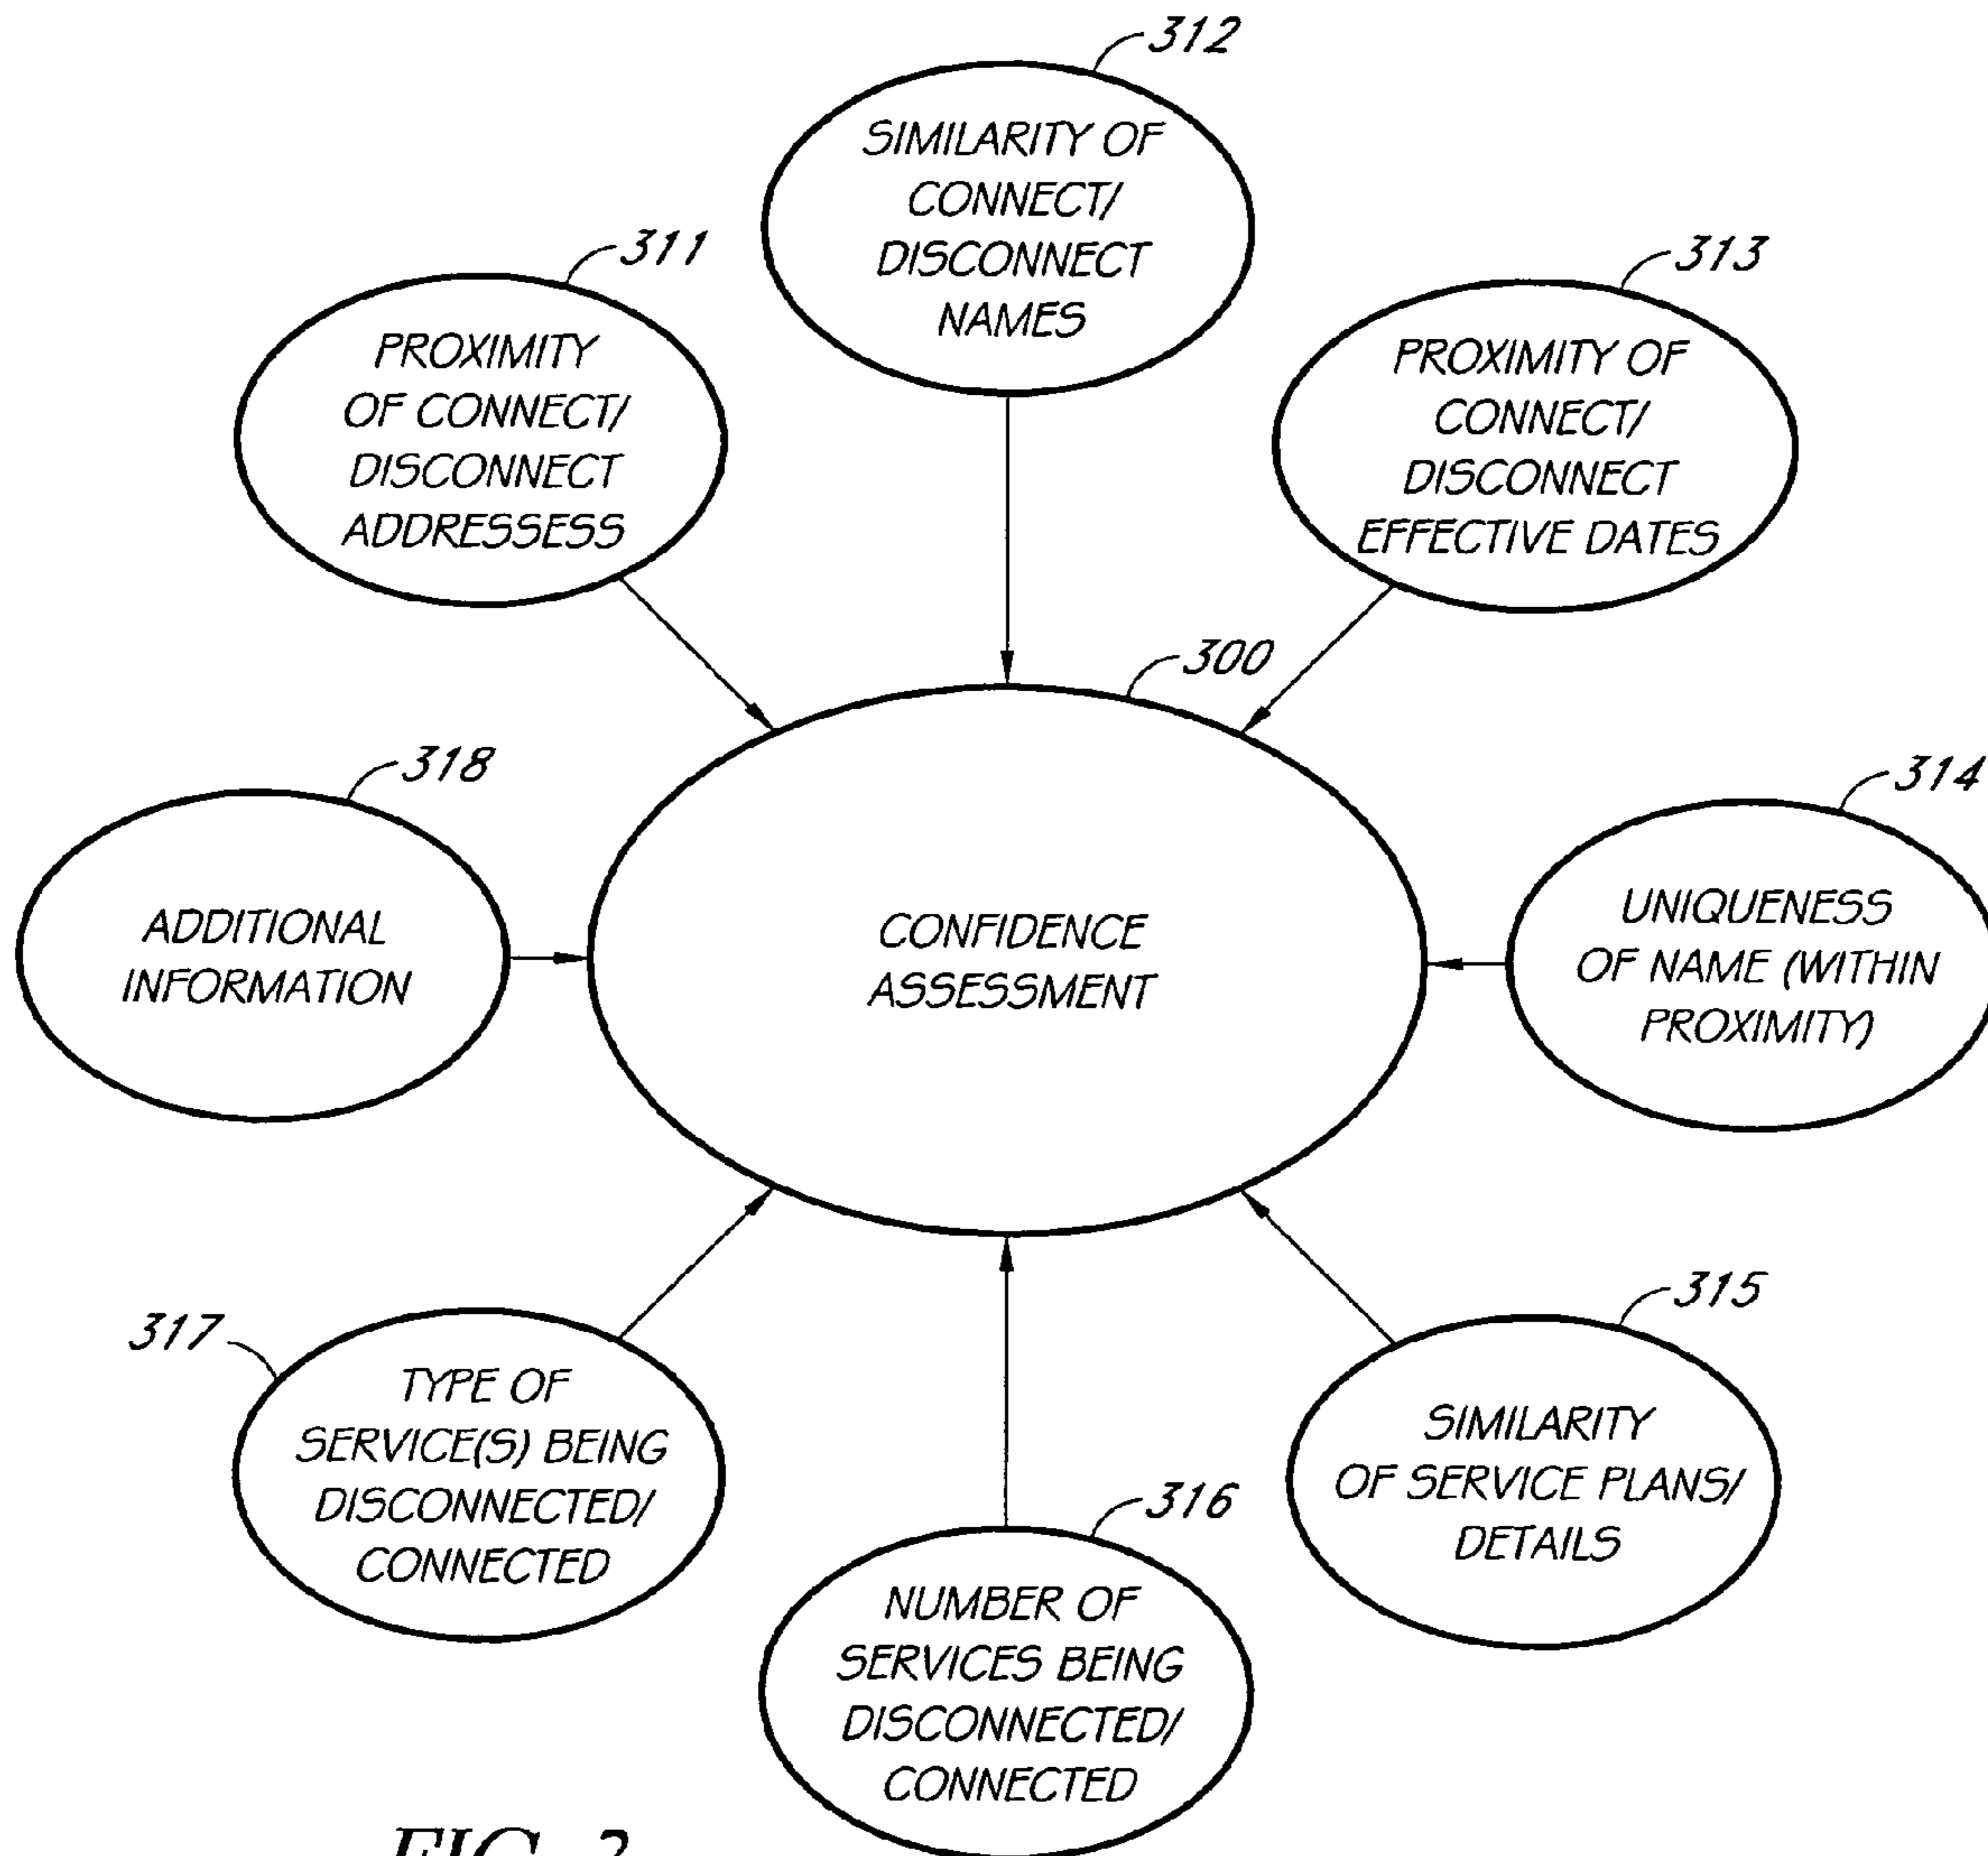 312
SIMILARITY OF
CONNECT/
DISCONNECT
NAMES
311
PROXIMITY
OF CONNECT/
DISCONNECT
ADDRESSESS
313
PROXIMITY OF
CONNECT/
DISCONNECT
EFFECTIVE DATES
300
CONFIDENCE
ASSESSMENT
318
ADDITIONAL
INFORMATION
314
UNIQUENESS
OF NAME (WITHIN
PROXIMITY)
317
TYPE OF
SERVICE(S) BEING
DISCONNECTED/
CONNECTED
316
NUMBER OF
SERVICES BEING
DISCONNECTED/
CONNECTED
315
SIMILARITY
OF SERVICE PLANS/
DETAILS
FIG.